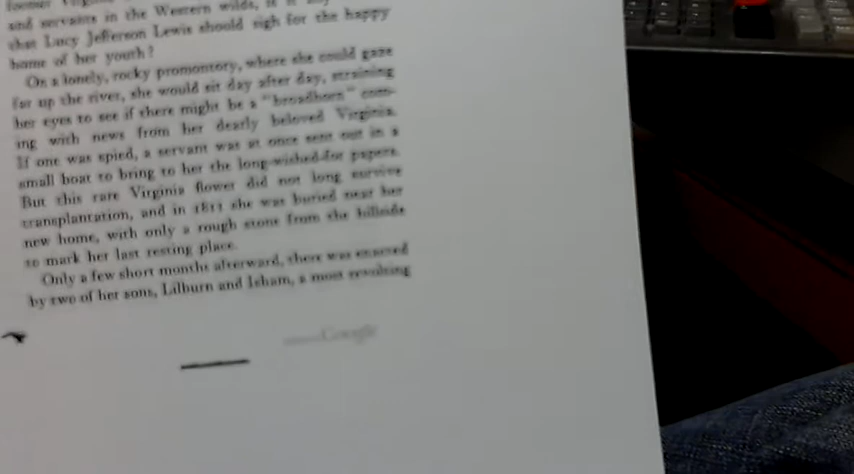 former
and servants in the Western wilds, it is
that Lucy Jefferson Lewis should sigh for the happy
home of her youth?
On a lonely, rocky promontory, where she could gaze
far up the river, she would sit day after day, straining
her eyes to see if there might be a "broadhorn" com-
ing with news from her dearly beloved Virginia.
If one was spied, a servant was at once sent out in a
small boat to bring to her the long-wished-for papers.
But this rare Virginia flower did not long survive
transplantation, and in 1811 she was buried near her
new home, with only a rough stone from the hillside
to mark her last resting place.
Only a few short months afterward, there was enacted
by two of her sons, Lilburn and Isham, a most revolting
Google